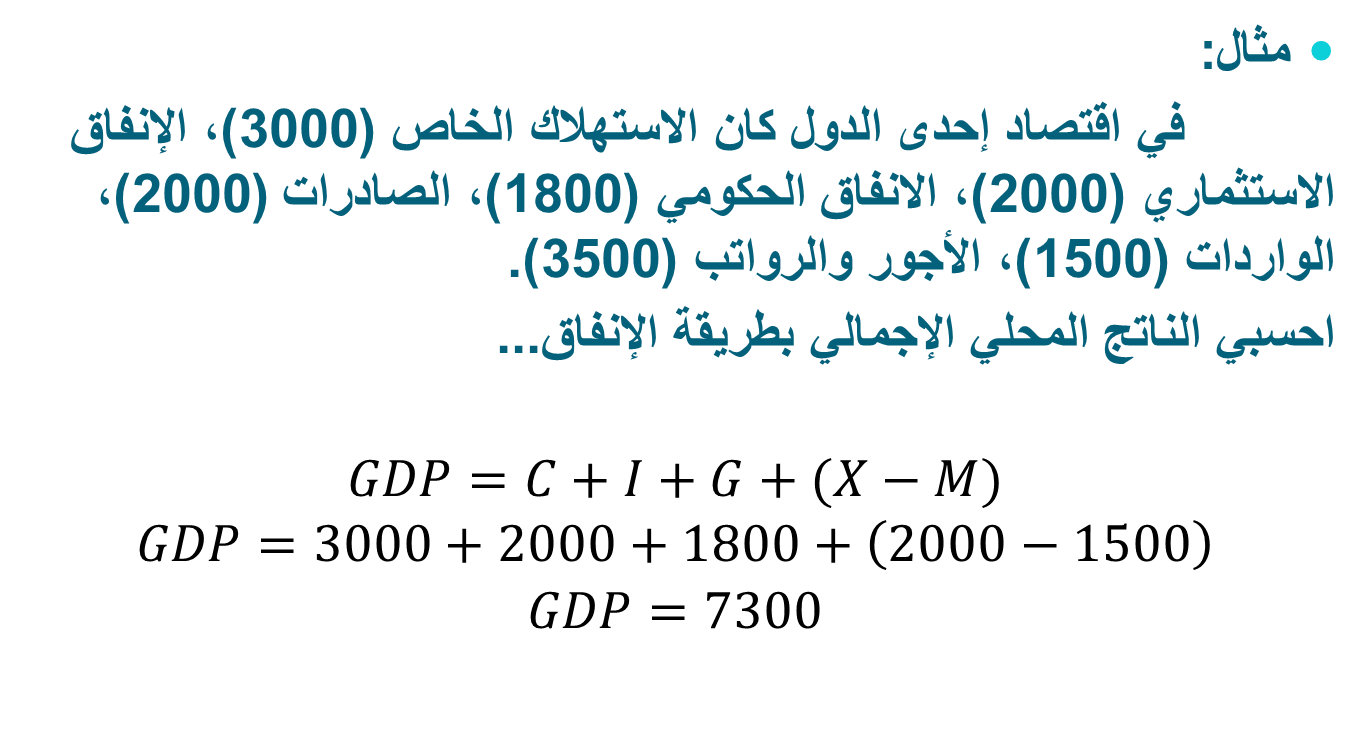 • مثال:
في اقتصاد إحدى الدول كان الاستهلاك الخاص (3000)، الإنفاق
الاستثماري (2000)، الانفاق الحكومي (1800)، الصادرات (2000)،
الواردات (1500)، الأجور والرواتب (3500).
احسبي الناتج المحلي الإجمالي بطريقة الإنفاق...
GDP = C + I + G + (X − M)
GDP = 3000 + 2000 + 1800 + (2000 − 1500)
GDP = 7300